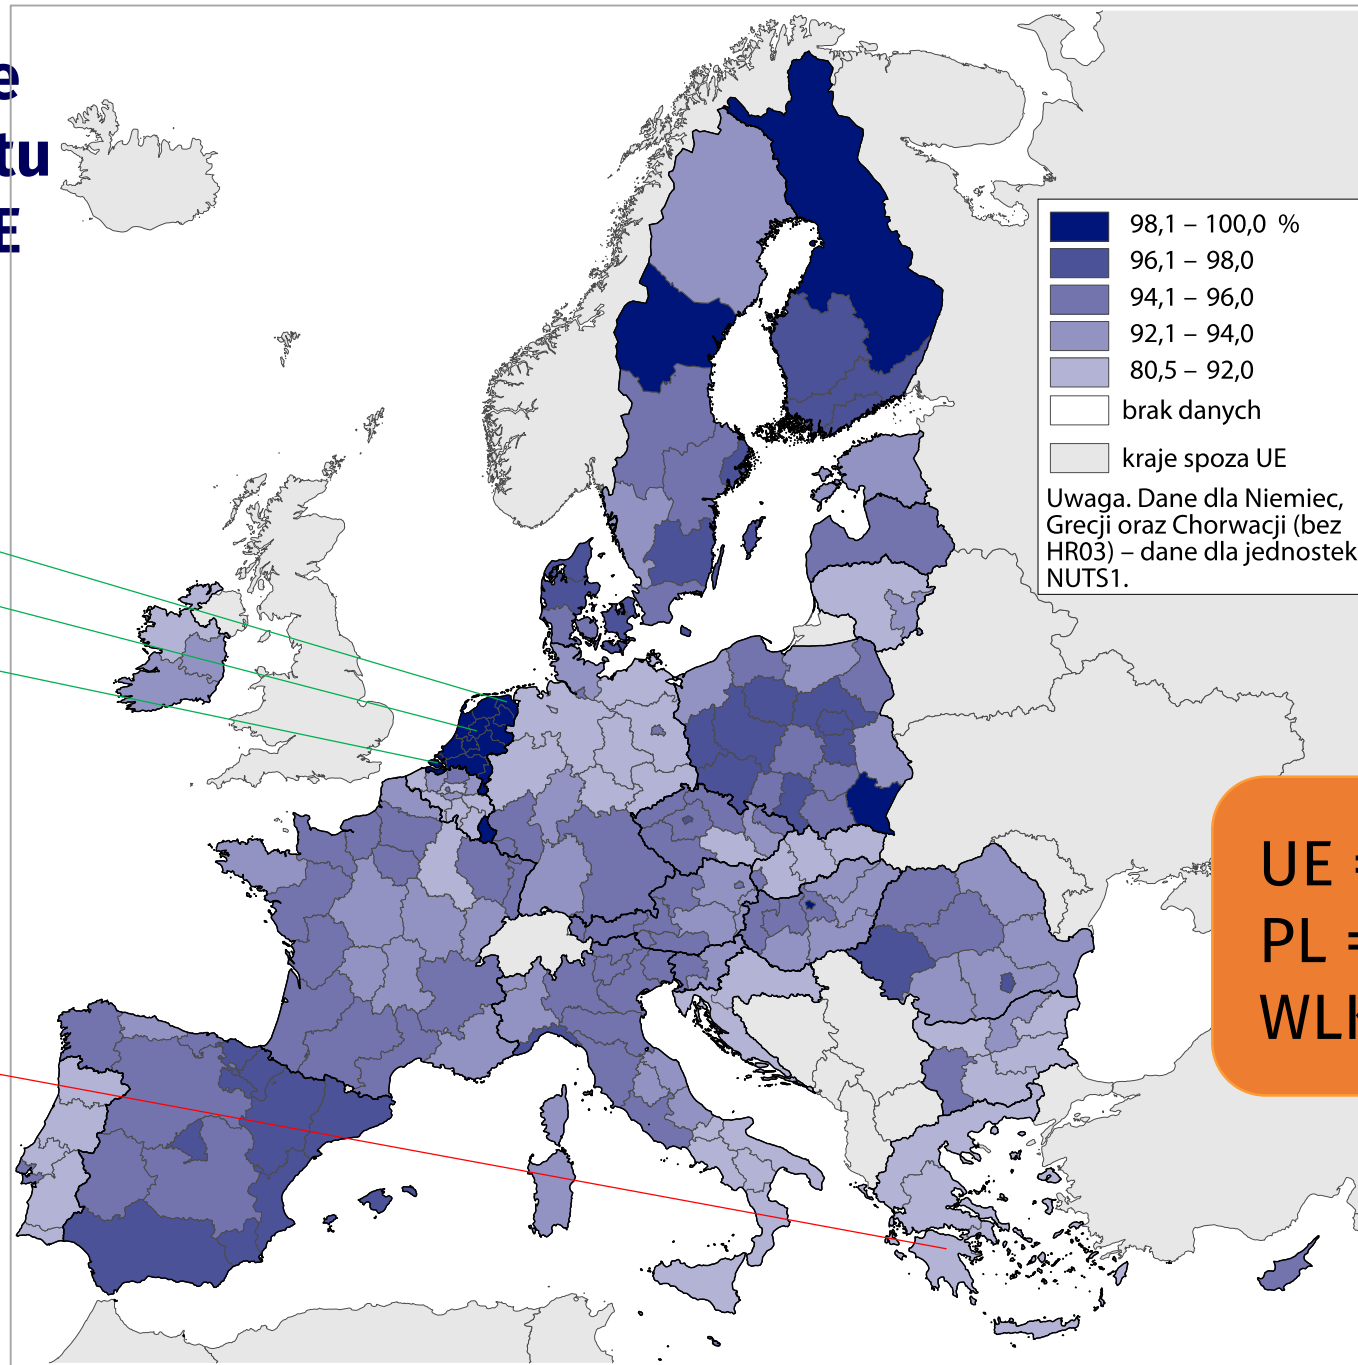 e
tu
E
98,1 – 100,0 %
96,1 – 98,0
94,1 – 96,0
92,1 – 94,0
80,5 – 92,0
brak danych
kraje spoza UE
Uwaga. Dane dla Niemiec,
Grecji oraz Chorwacji (bez
HR03) – dane dla jednostek
NUTS1.
UE =
PL =
WLK